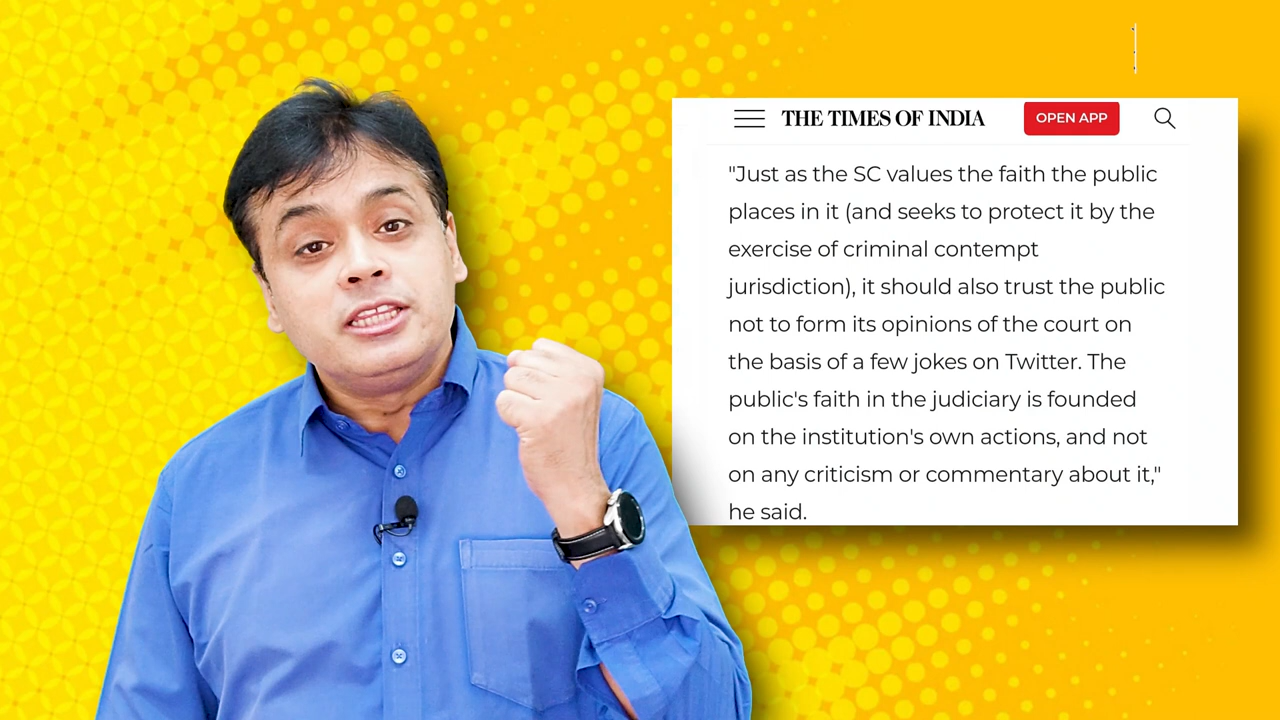 THE TIMES OF INDIA
OPEN APP
"Just as the SC values the faith the public
places in it (and seeks to protect it by the
exercise of criminal contempt
jurisdiction), it should also trust the public
not to form its opinions of the court on
the basis of a few jokes on Twitter. The
public's faith in the judiciary is founded
on the institution's own actions, and not
on any criticism or commentary about it,"
he said.